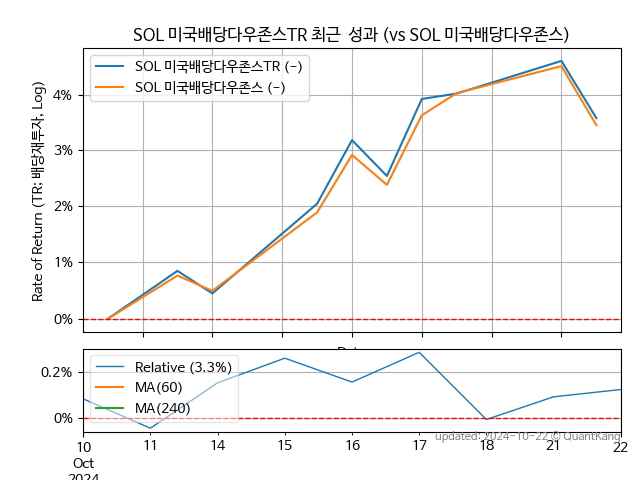 SOL 미국배당다우존스TR 최근 성과 (vs SOL 미국배당다우존스)
Rate of Return (TR; 배당재투자, Log)
SOL 미국배당다우존스TR (-)
SOL 미국배당다우존스 (-)
4%
3%
2%
1%
0%
Relative (3.3%)
MA(60)
MA(240)
0.2%
0%
updated: 2024-10-22 © QuantKang
10 11 14 15 16 17 18 21 22
Oct
2024